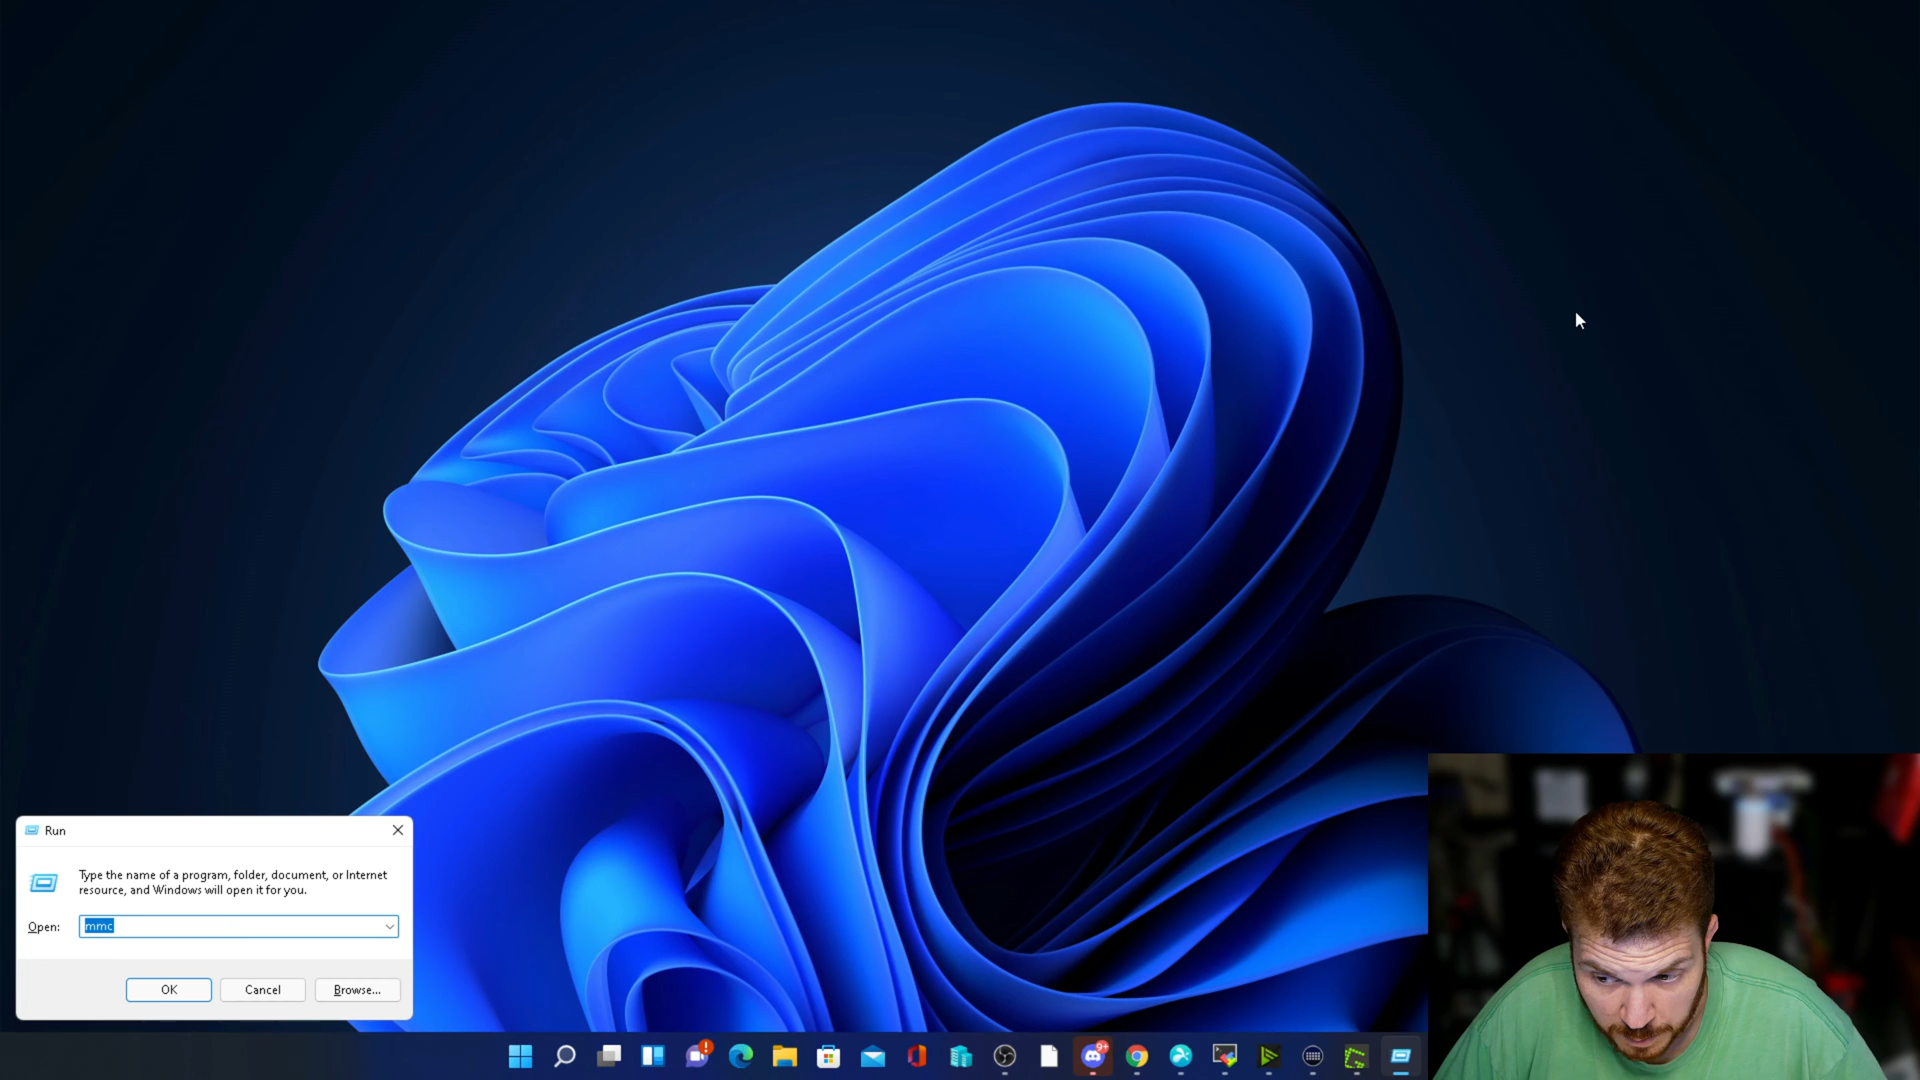 Run
Type the name of a program, folder, document, or Internet
resource, and Windows will open it for you.
Open:
mmc
OK
Cancel
Browse...
9+